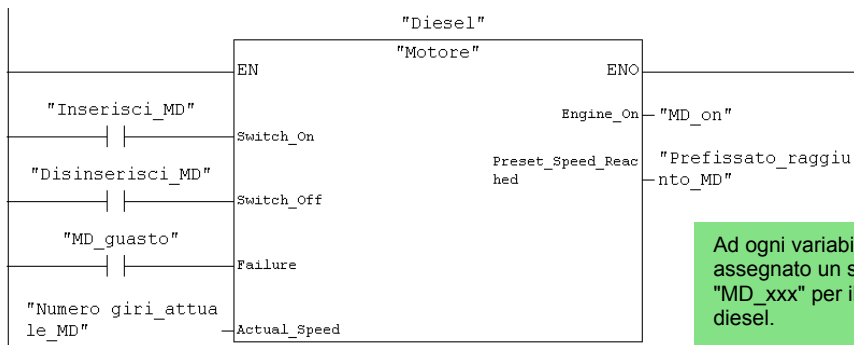 "Diesel"
"Motore"
EN
ENO
"Inserisci_MD"
Switch_On
Engine_On
"MD_on"
"Disinserisci_MD"
Switch_Off
Preset_Speed_Reac
hed
"Prefissato_raggiu
nto_MD"
"MD_guasto"
Failure
"Numero giri_attua
le_MD"
Actual_Speed
Ad ogni variabi
assegnato un s
"MD_xxx" per i
diesel.